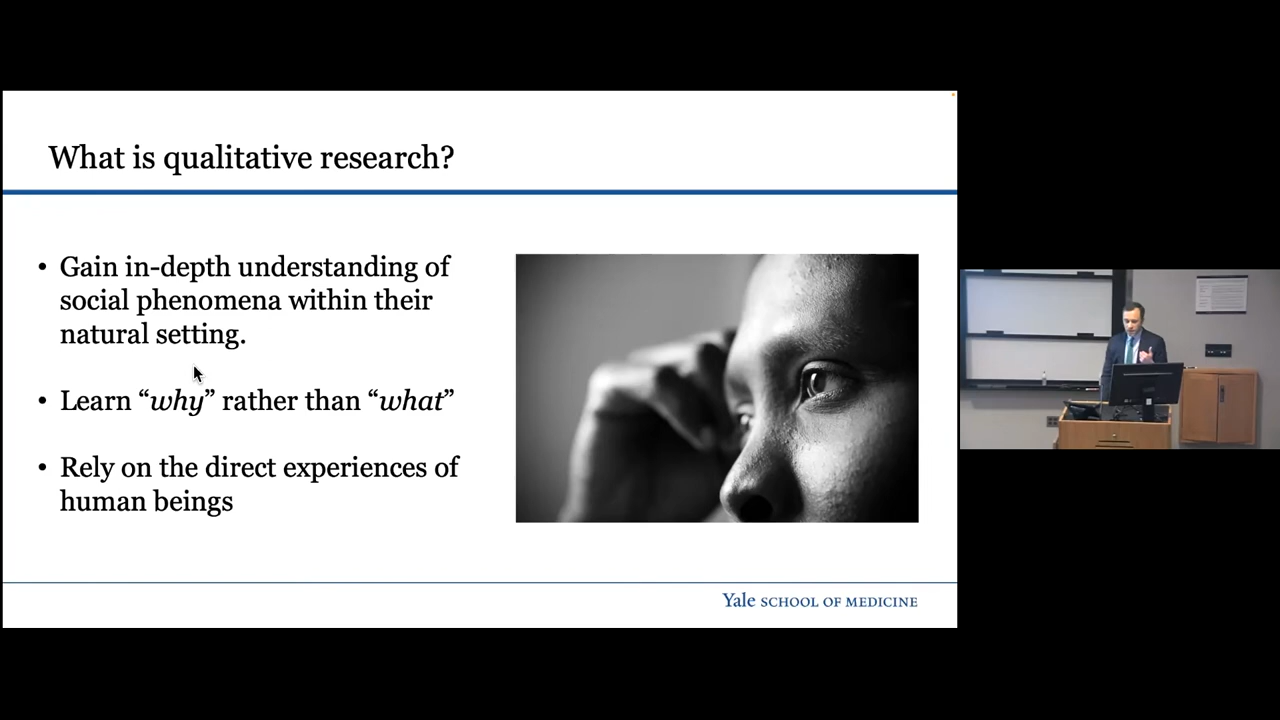 What is qualitative research?
• Gain in-depth understanding of
social phenomena within their
natural setting.
• Learn “why” rather than “what”
• Rely on the direct experiences of
human beings
Yale SCHOOL OF MEDICINE